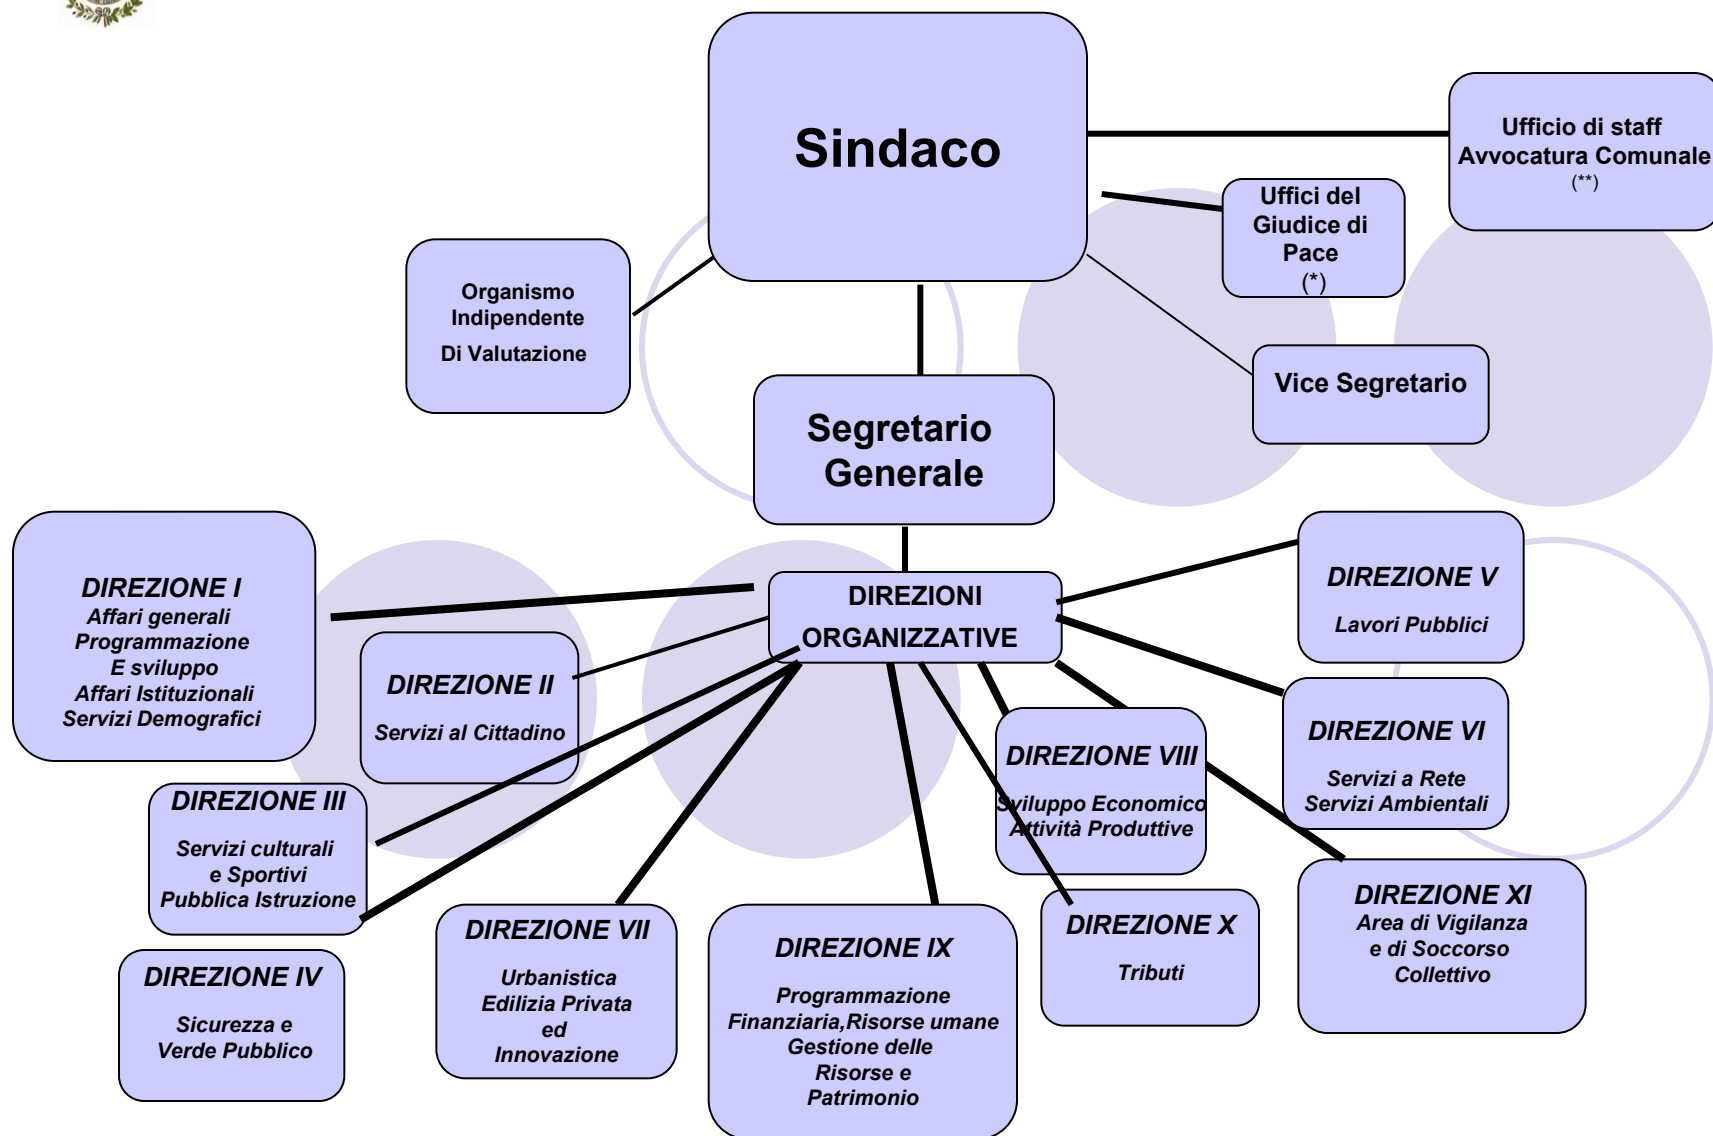 Sindaco
Ufficio di staff
Avvocatura Comunale
(**)
Uffici del
Giudice di
Pace
(*)
Organismo
Indipendente
Di Valutazione
Vice Segretario
Segretario
Generale
DIREZIONI
ORGANIZZATIVE
DIREZIONE I
Affari generali
Programmazione
E sviluppo
Affari Istituzionali
Servizi Demografici
DIREZIONE II
Servizi al Cittadino
DIREZIONE III
Servizi culturali
e Sportivi
Pubblica Istruzione
DIREZIONE IV
Sicurezza e
Verde Pubblico
DIREZIONE V
Lavori Pubblici
DIREZIONE VI
Servizi a Rete
Servizi Ambientali
DIREZIONE VII
Urbanistica
Edilizia Privata
ed
Innovazione
DIREZIONE VIII
Sviluppo Economico
Attività Produttive
DIREZIONE IX
Programmazione
Finanziaria,Risorse umane
Gestione delle
Risorse e
Patrimonio
DIREZIONE X
Tributi
DIREZIONE XI
Area di Vigilanza
e di Soccorso
Collettivo